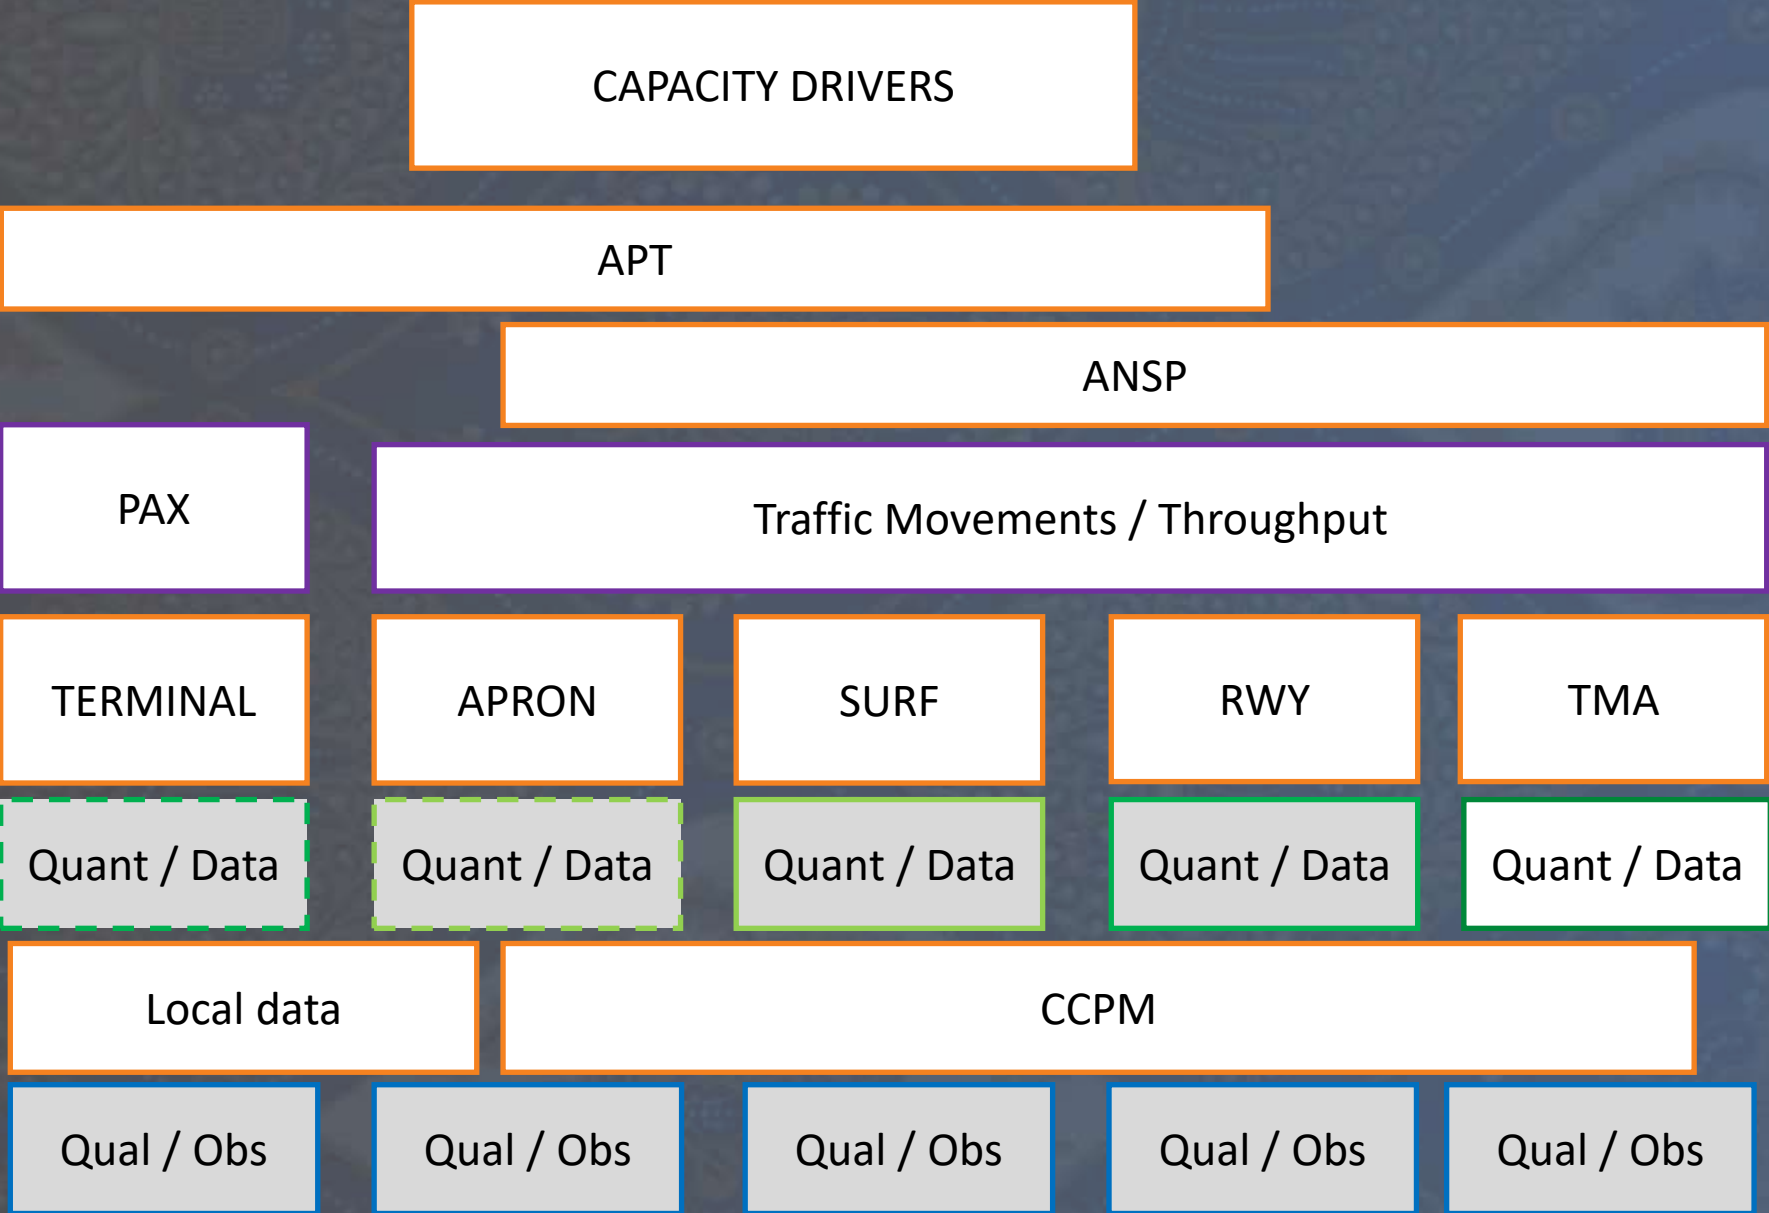 CAPACITY DRIVERS
APT
ANSP
PAX
Traffic Movements / Throughput
TERMINAL
APRON
SURF
RWY
TMA
Quant / Data
Quant / Data
Quant / Data
Quant / Data
Quant / Data
Local data
CCPM
Qual / Obs
Qual / Obs
Qual / Obs
Qual / Obs
Qual / Obs